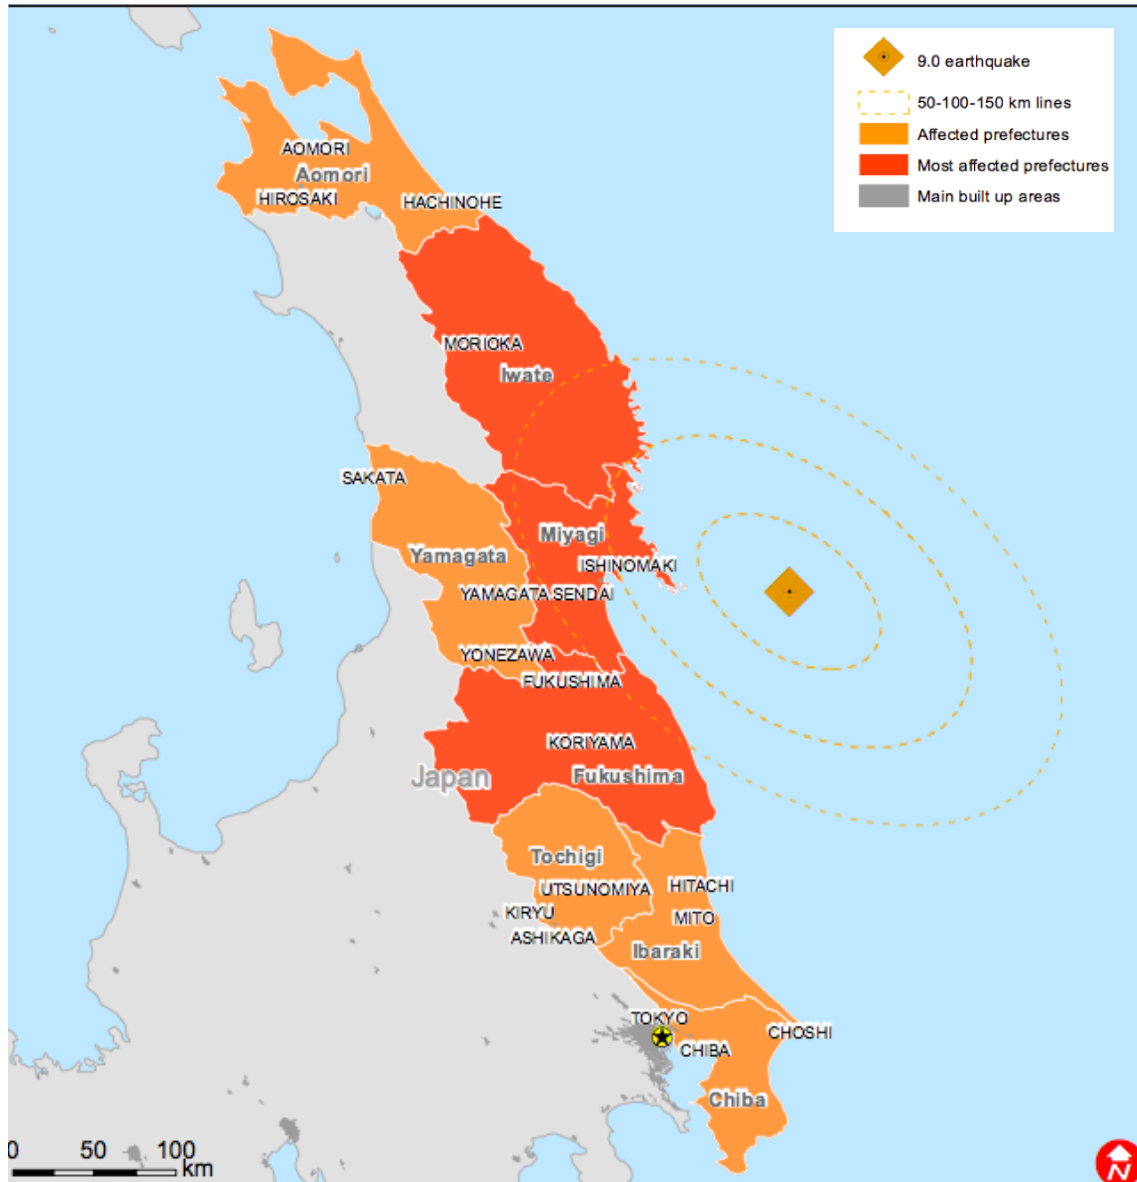 9.0 earthquake
50-100-150 km lines
Affected prefectures
Most affected prefectures
Main built up areas
AOMORI
Aomori
HIROSAKI
HACHINOHE
MORIOKA
Iwate
SAKATA
Miyagi
Yamagata
ISHINOMAKI
YAMAGATA SENDAI
YONEZAWA
FUKUSHIMA
KORIYAMA
Japan
Fukushima
Tochigi
UTSUNOMIYA
HITACHI
KIRYU
MITO
ASHIKAGA
Ibaraki
TOKYO
CHOSHI
CHIBA
Chiba
0 50 100
km
N